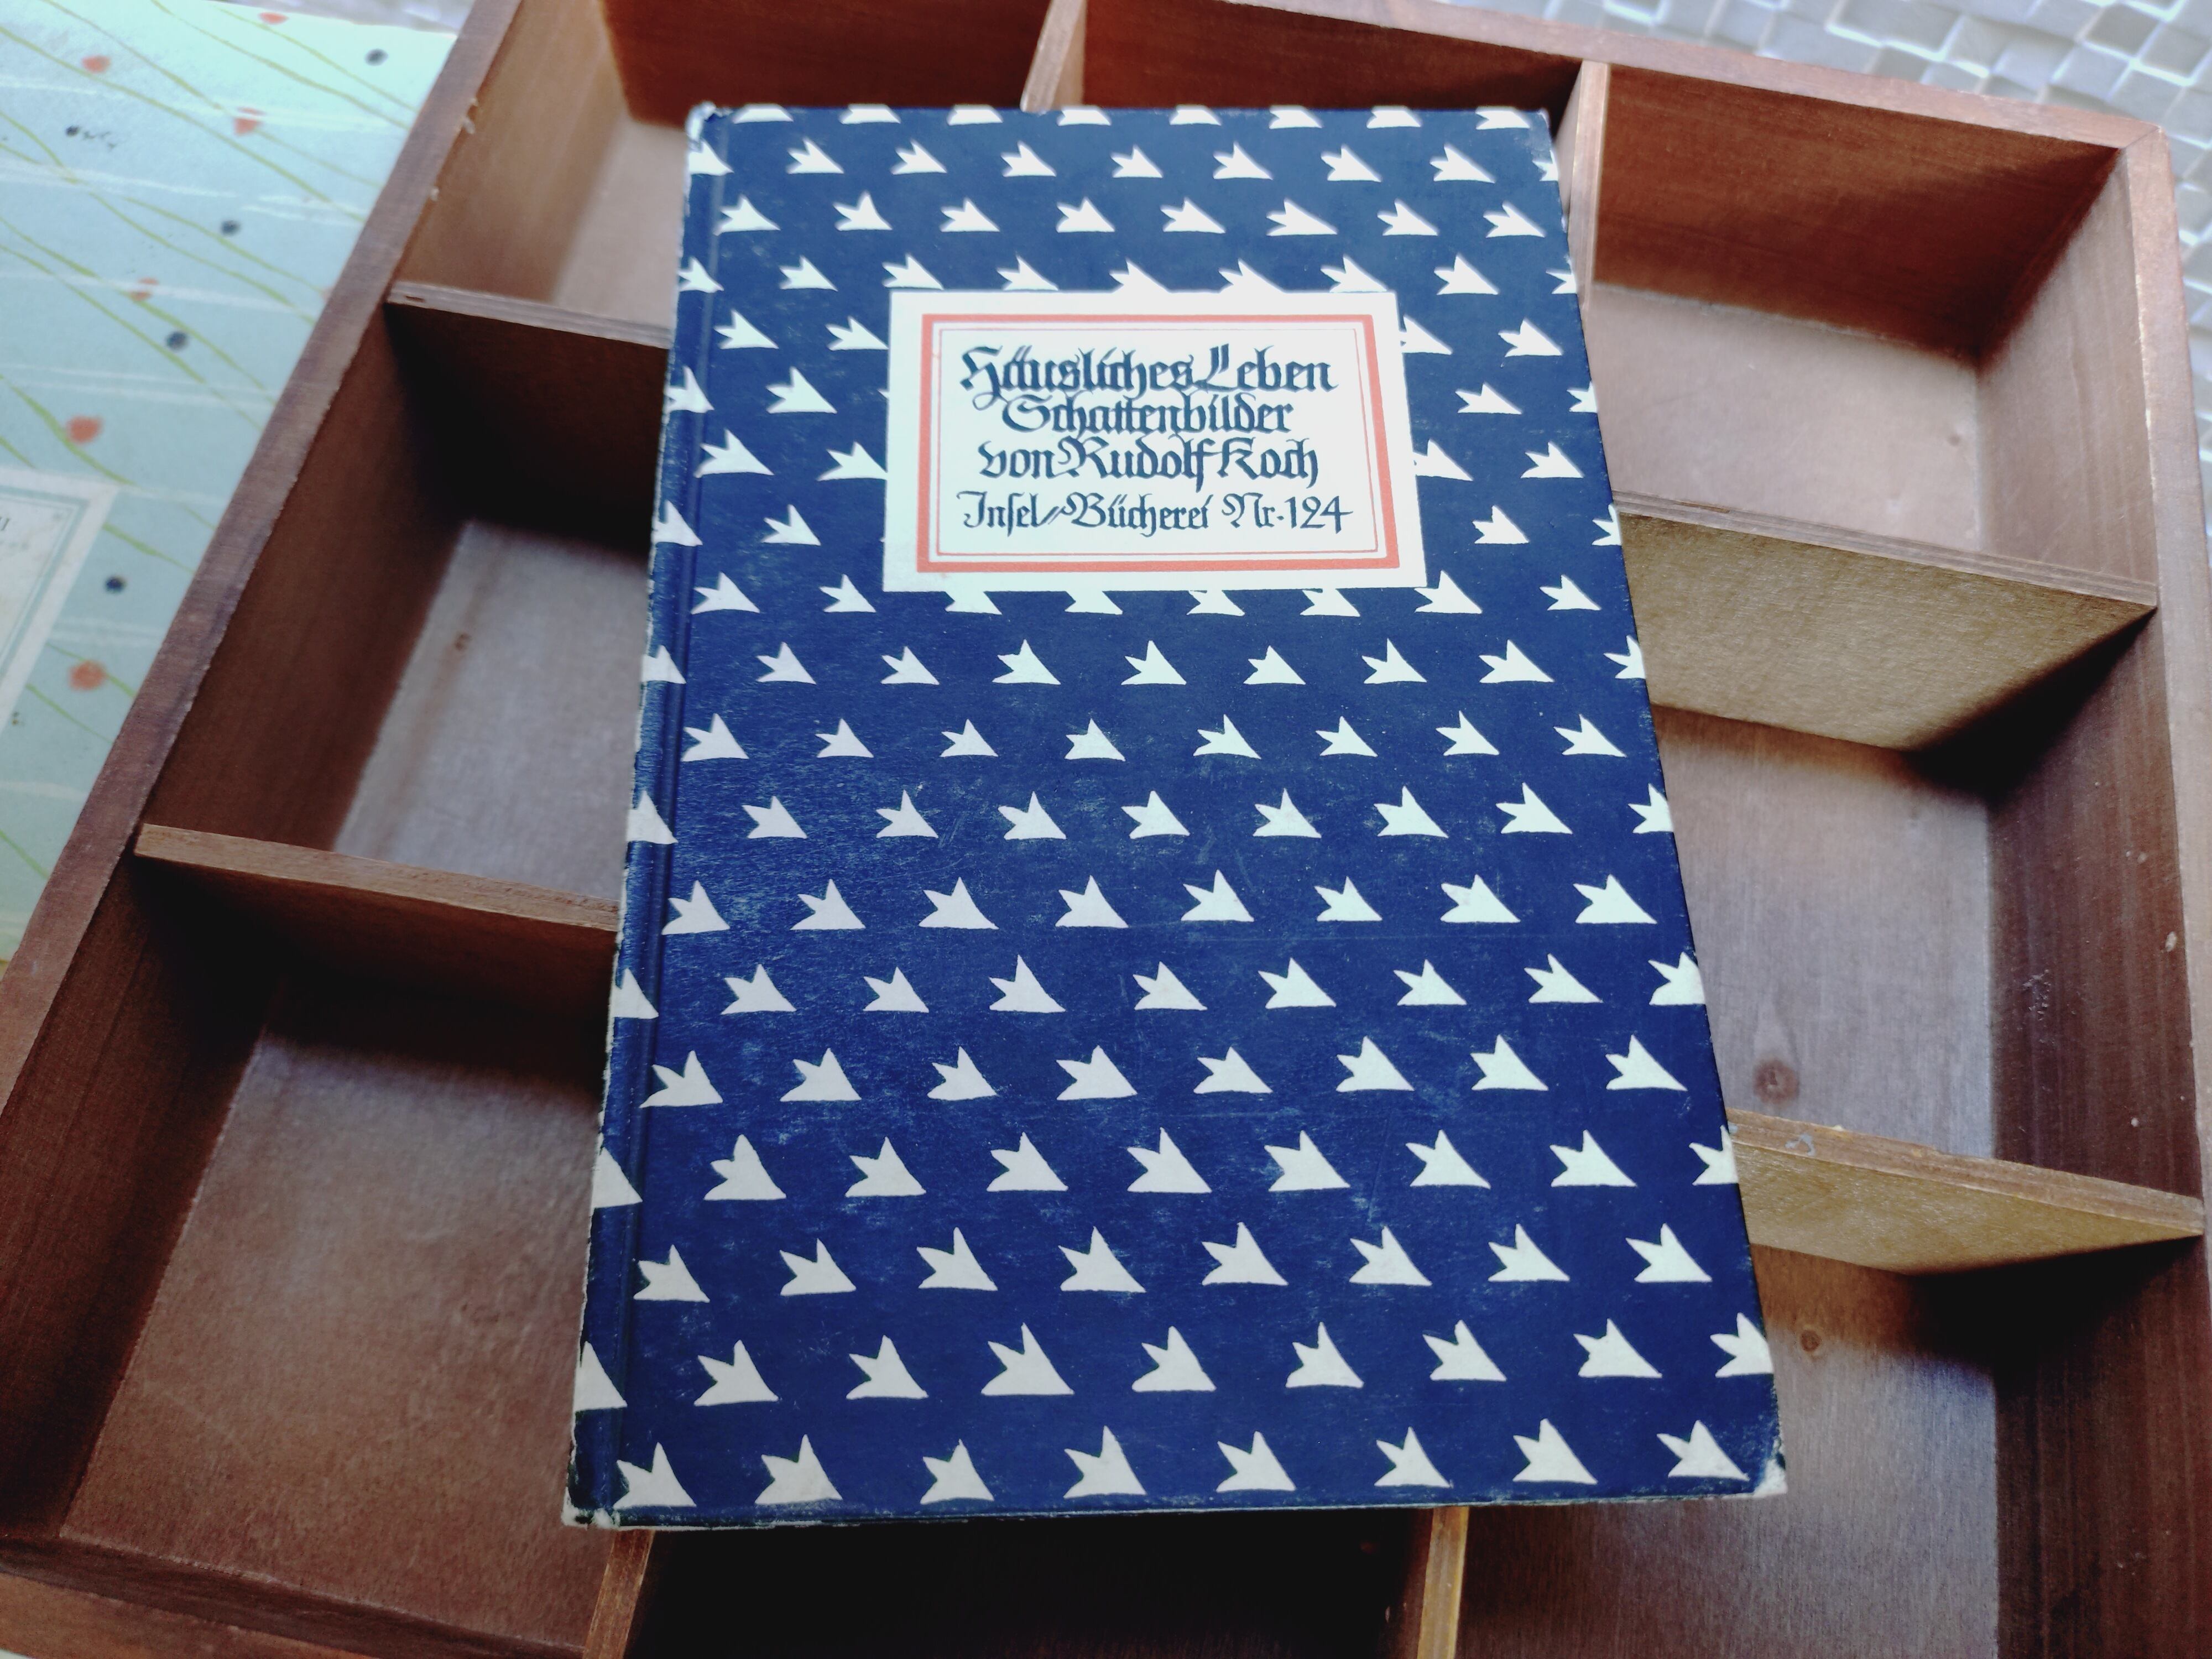 Häusliches Leben
Schattenbilder
von Rudolf Koch
Inſel-Bücherei Nr. 124